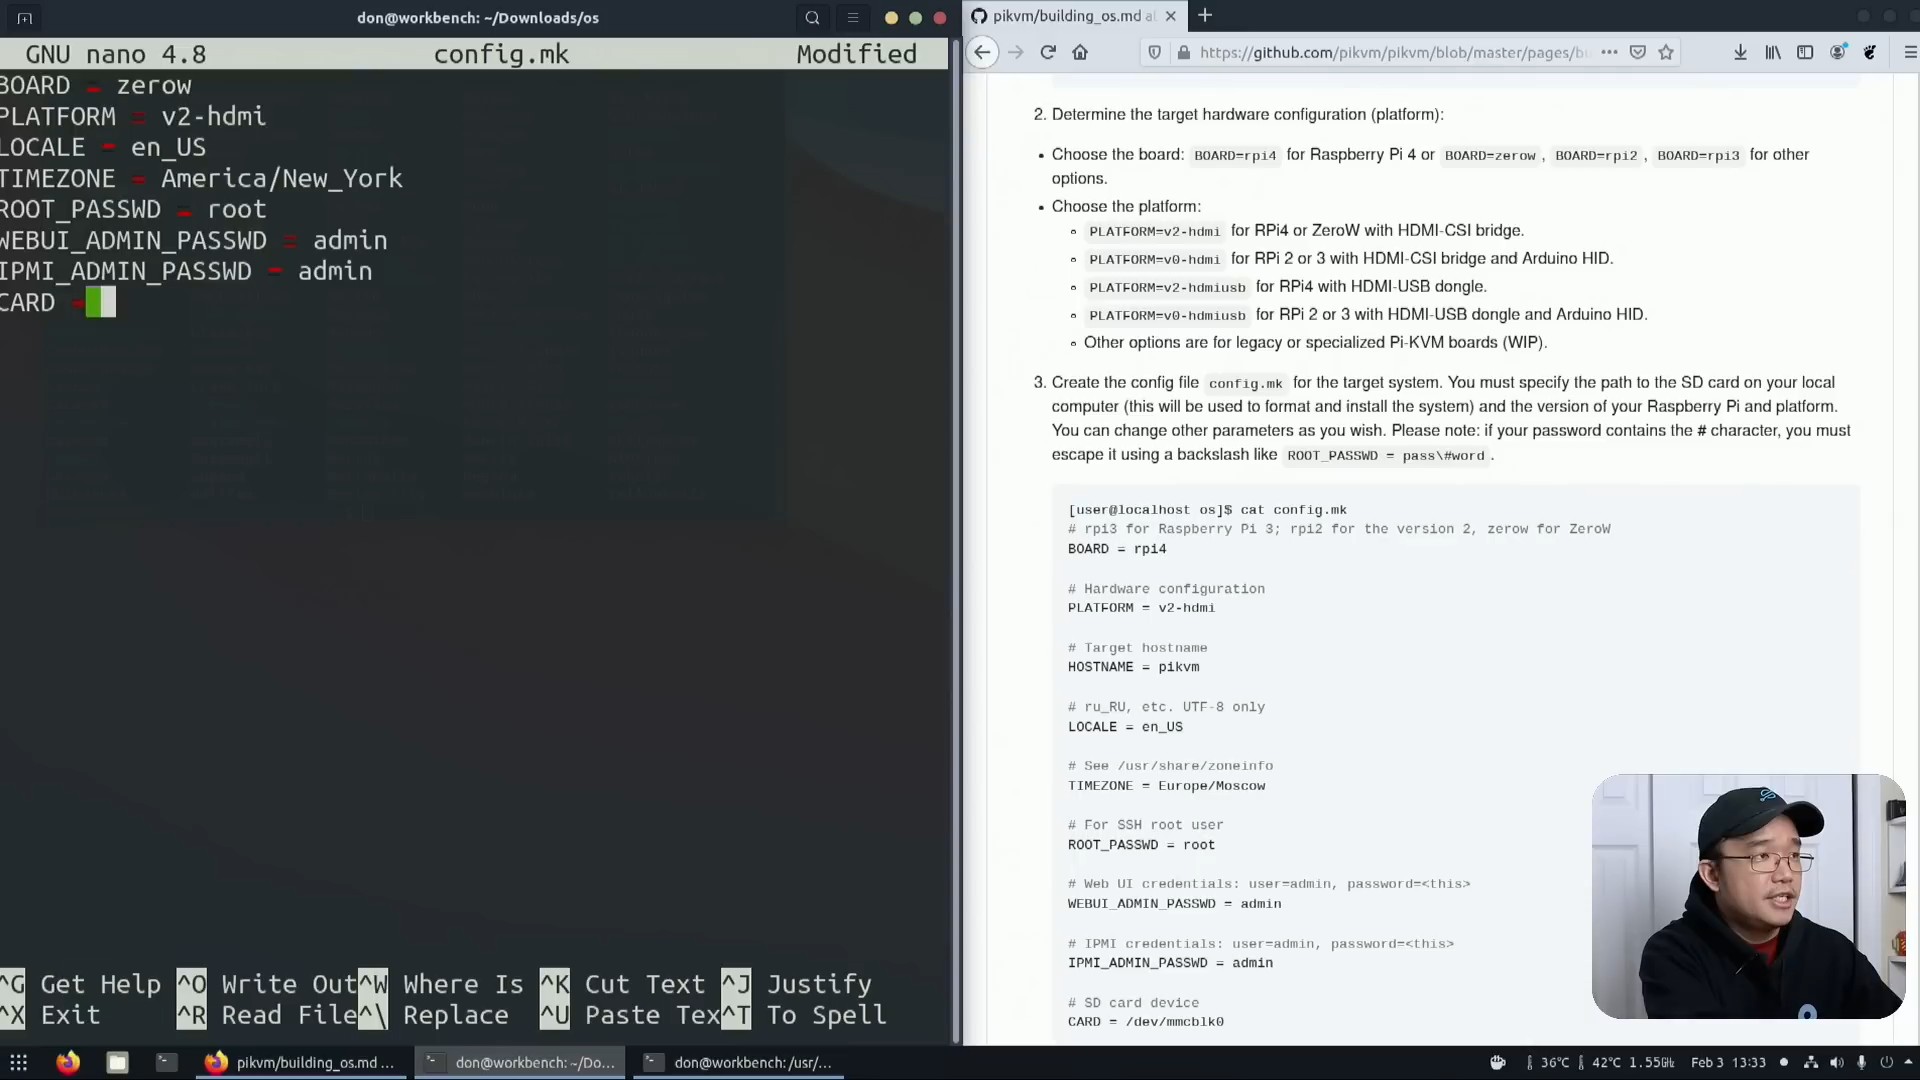 don@workbench: ~/Downloads/os
GNU nano 4.8 config.mk Modified
BOARD = zerow
PLATFORM = v2-hdmi
LOCALE = en_US
TIMEZONE = America/New_York
ROOT_PASSWD = root
WEBUI_ADMIN_PASSWD = admin
IPMI_ADMIN_PASSWD = admin
CARD =
^G Get Help ^O Write Out ^W Where Is ^K Cut Text ^J Justify
^X Exit ^R Read File ^\ Replace ^U Paste Tex ^T To Spell
pikvm/building_os.md at
https://github.com/pikvm/pikvm/blob/master/pages/bu
2. Determine the target hardware configuration (platform):
• Choose the board: BOARD=rpi4 for Raspberry Pi 4 or BOARD=zerow , BOARD=rpi2 , BOARD=rpi3 for other
options.
• Choose the platform:
◦ PLATFORM=v2-hdmi for RPi4 or ZeroW with HDMI-CSI bridge.
◦ PLATFORM=v0-hdmi for RPi 2 or 3 with HDMI-CSI bridge and Arduino HID.
◦ PLATFORM=v2-hdmiusb for RPi4 with HDMI-USB dongle.
◦ PLATFORM=v0-hdmiusb for RPi 2 or 3 with HDMI-USB dongle and Arduino HID.
◦ Other options are for legacy or specialized Pi-KVM boards (WIP).
3. Create the config file config.mk for the target system. You must specify the path to the SD card on your local
computer (this will be used to format and install the system) and the version of your Raspberry Pi and platform.
You can change other parameters as you wish. Please note: if your password contains the # character, you must
escape it using a backslash like ROOT_PASSWD = pass\#word .
[user@localhost os]$ cat config.mk
# rpi3 for Raspberry Pi 3; rpi2 for the version 2, zerow for ZeroW
BOARD = rpi4
# Hardware configuration
PLATFORM = v2-hdmi
# Target hostname
HOSTNAME = pikvm
# ru_RU, etc. UTF-8 only
LOCALE = en_US
# See /usr/share/zoneinfo
TIMEZONE = Europe/Moscow
# For SSH root user
ROOT_PASSWD = root
# Web UI credentials: user=admin, password=<this>
WEBUI_ADMIN_PASSWD = admin
# IPMI credentials: user=admin, password=<this>
IPMI_ADMIN_PASSWD = admin
# SD card device
CARD = /dev/mmcblk0
pikvm/building_os.md ... don@workbench: ~/Do... don@workbench: /usr/... 36°C 42°C 1.55GHz Feb 3 13:33